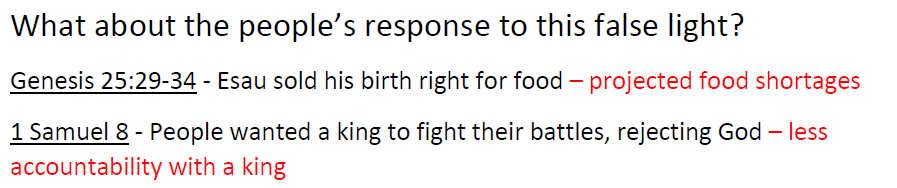 What about the people’s response to this false light?
Genesis 25:29-34 - Esau sold his birth right for food – projected food shortages
1 Samuel 8 - People wanted a king to fight their battles, rejecting God – less
accountability with a king